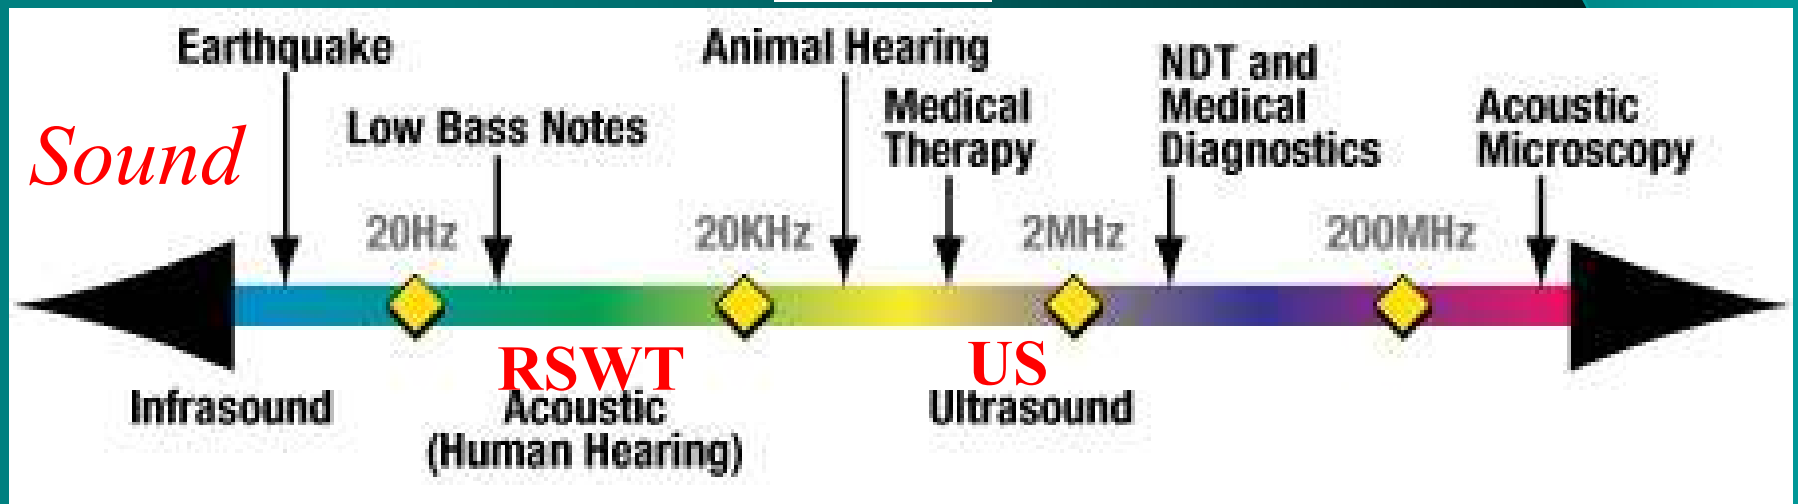 Earthquake
Animal Hearing
NDT and
Medical
Diagnostics
Medical
Therapy
Acoustic
Microscopy
Low Bass Notes
Sound
20Hz
20KHz
2MHz
200MHz
RSWT
US
Infrasound
Acoustic
(Human Hearing)
Ultrasound